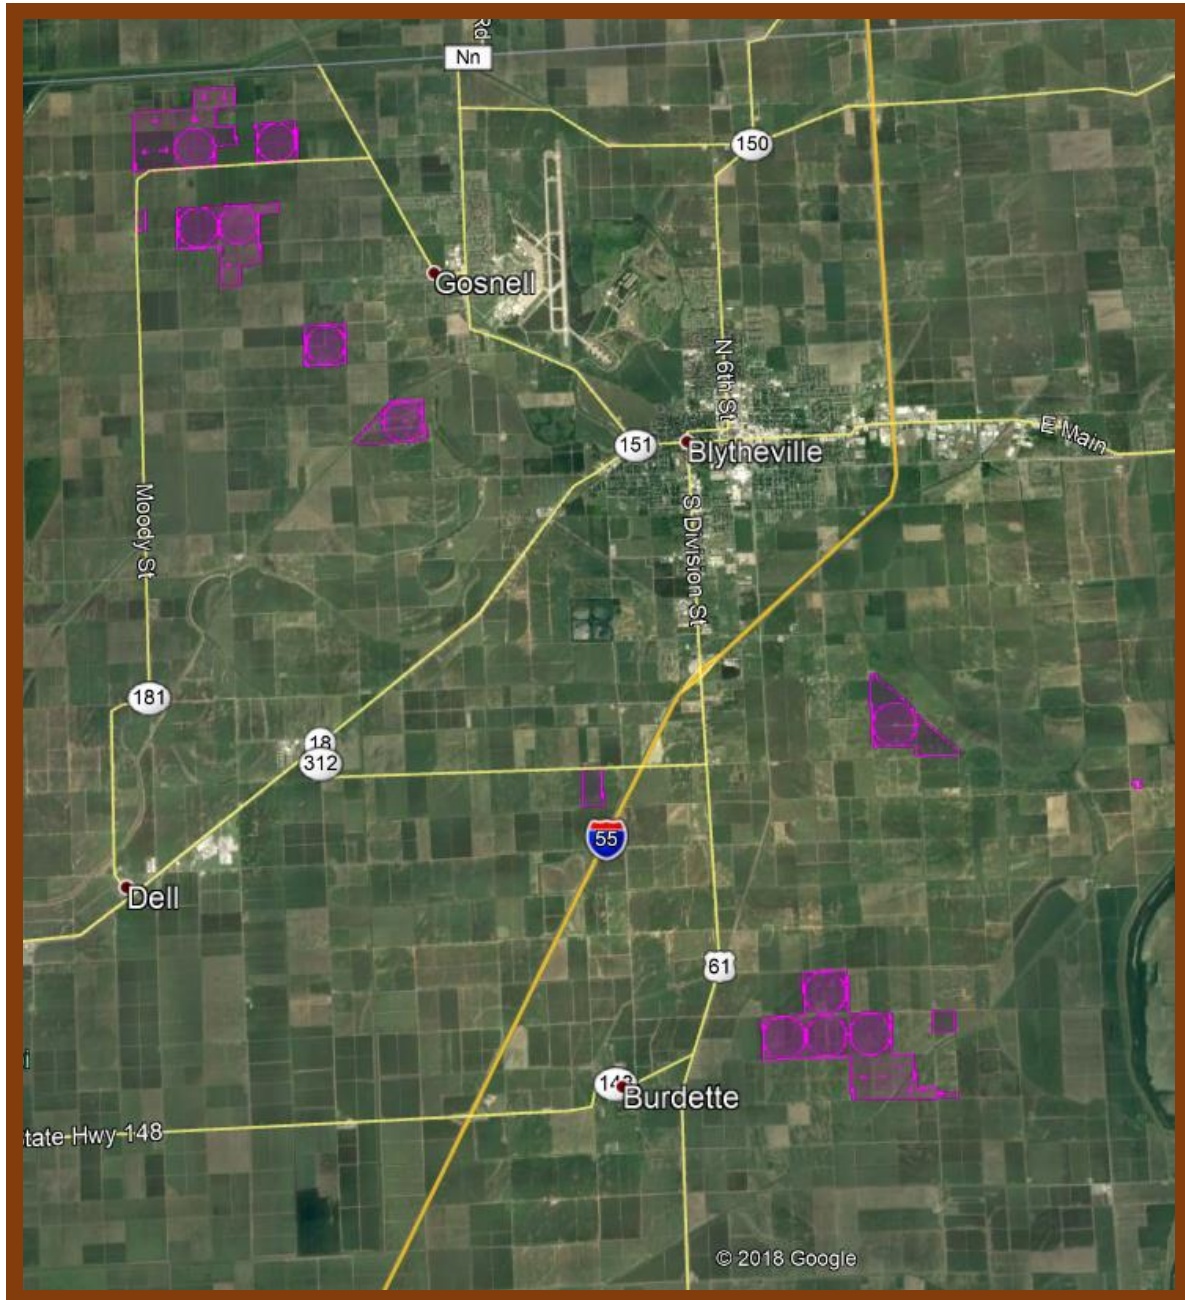 Rd
Nn
150
Gosnell
N 6th St
151
Blytheville
E Main
Moody St
S Division St
181
18
312
55
Dell
61
148
Burdette
State Hwy 148
© 2018 Google